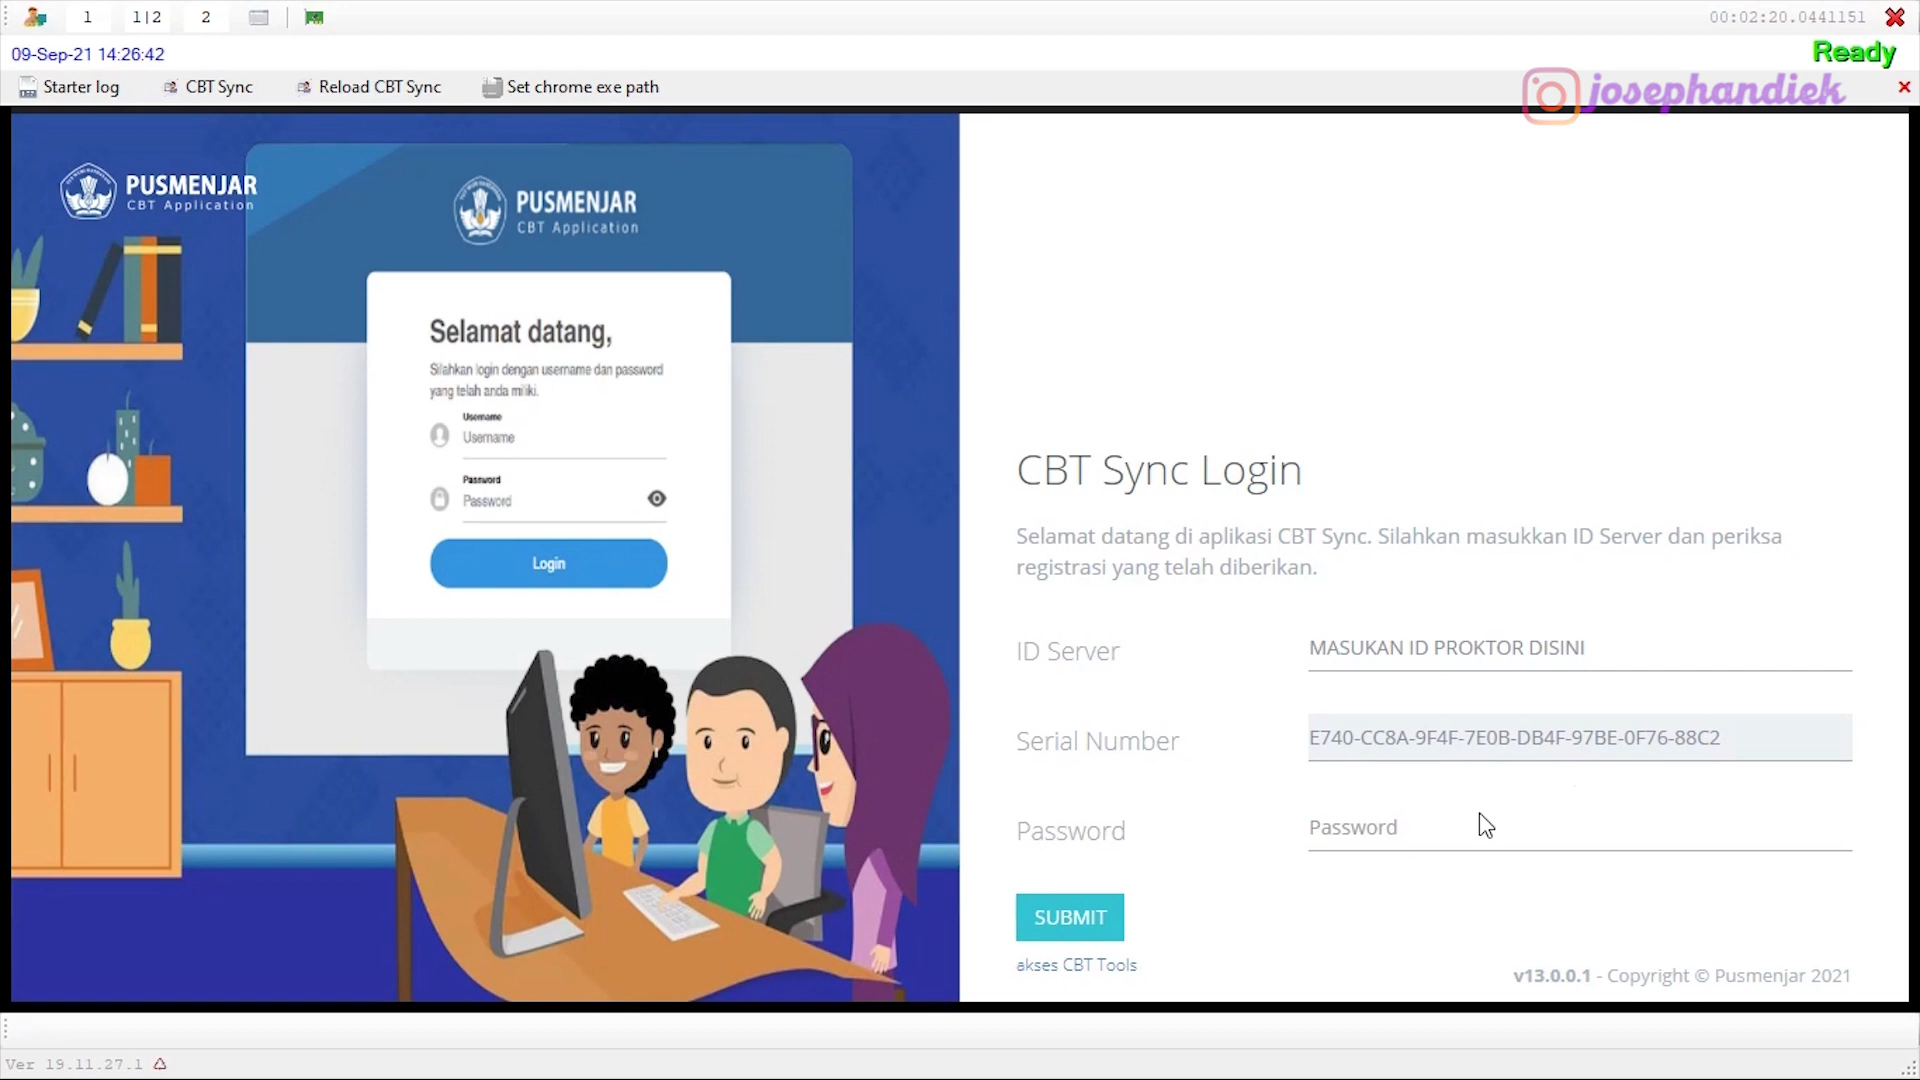 1
1|2
2
00:02:20.0441151
09-Sep-21 14:26:42
Ready
Starter log
CBT Sync
Reload CBT Sync
Set chrome exe path
josephandiek
PUSMENJAR
CBT Application
PUSMENJAR
CBT Application
Selamat datang,
Silahkan login dengan username dan password
yang telah anda miliki.
Username
Username
Password
Password
Login
CBT Sync Login
Selamat datang di aplikasi CBT Sync. Silahkan masukkan ID Server dan periksa
registrasi yang telah diberikan.
ID Server
MASUKAN ID PROKTOR DISINI
Serial Number
E740-CC8A-9F4F-7E0B-DB4F-97BE-0F76-88C2
Password
Password
SUBMIT
akses CBT Tools
v13.0.0.1 - Copyright © Pusmenjar 2021
Ver 19.11.27.1